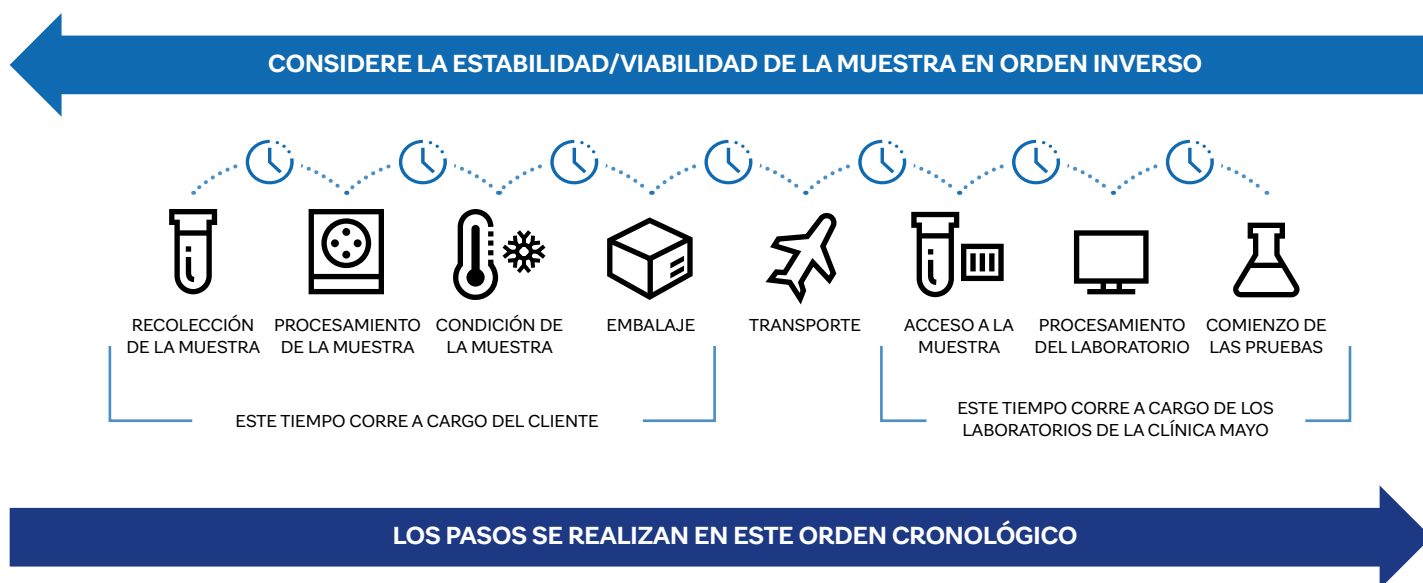 CONSIDERE LA ESTABILIDAD/VIABILIDAD DE LA MUESTRA EN ORDEN INVERSO
RECOLECCIÓN
DE LA MUESTRA
PROCESAMIENTO
DE LA MUESTRA
CONDICIÓN DE
LA MUESTRA
EMBALAJE
TRANSPORTE
ACCESO A LA
MUESTRA
PROCESAMIENTO
DEL LABORATORIO
COMIENZO DE
LAS PRUEBAS
ESTE TIEMPO CORRE A CARGO DEL CLIENTE
ESTE TIEMPO CORRE A CARGO DE LOS
LABORATORIOS DE LA CLÍNICA MAYO
LOS PASOS SE REALIZAN EN ESTE ORDEN CRONOLÓGICO